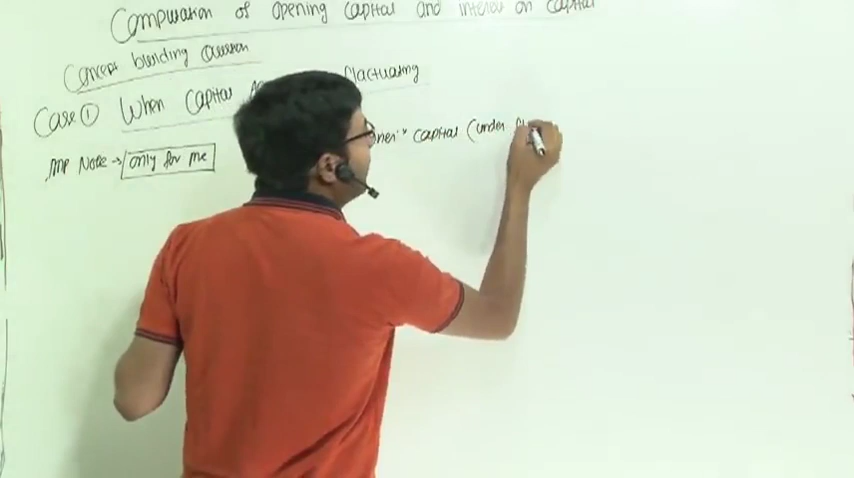 Computation of opening capital and interest on capital
Concept building Question
Case ① When Capital Fluctuating
Imp Note → only for me capital (under